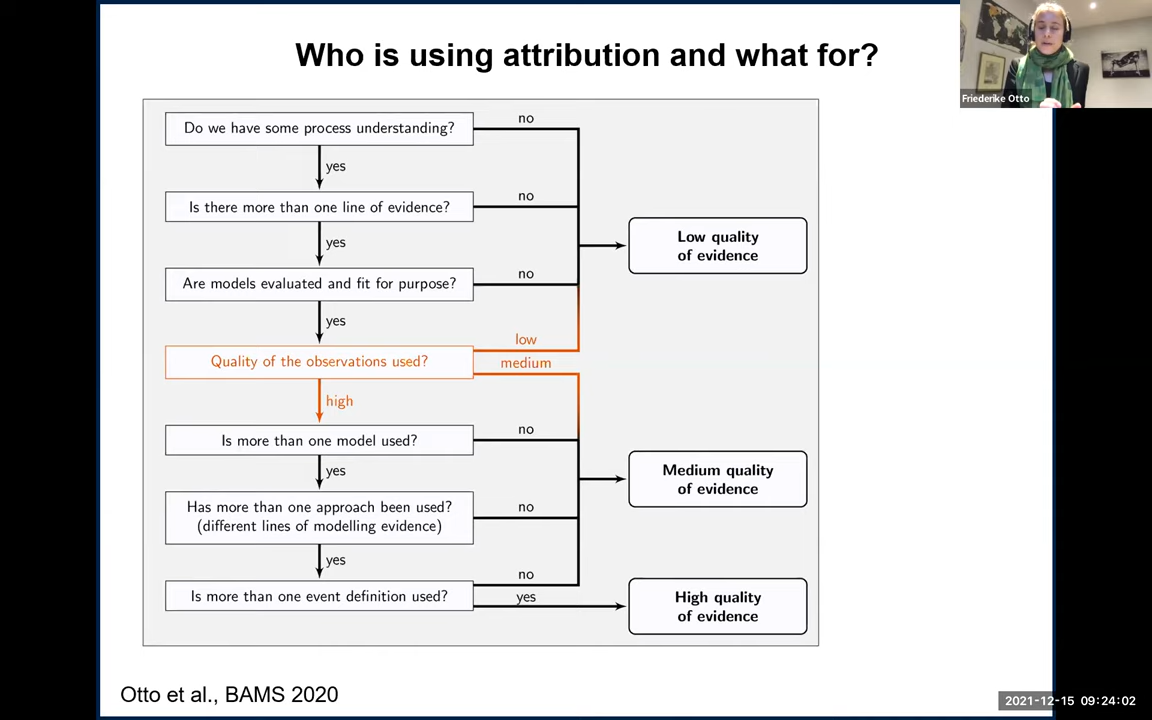 Who is using attribution and what for?
Friederike Otto
Do we have some process understanding?
no
yes
Is there more than one line of evidence?
no
Low quality
of evidence
yes
Are models evaluated and fit for purpose?
no
yes
low
Quality of the observations used?
medium
high
Is more than one model used?
no
yes
Medium quality
of evidence
Has more than one approach been used?
(different lines of modelling evidence)
no
yes
Is more than one event definition used?
no
yes
High quality
of evidence
Otto et al., BAMS 2020
2021-12-15 09:24:02